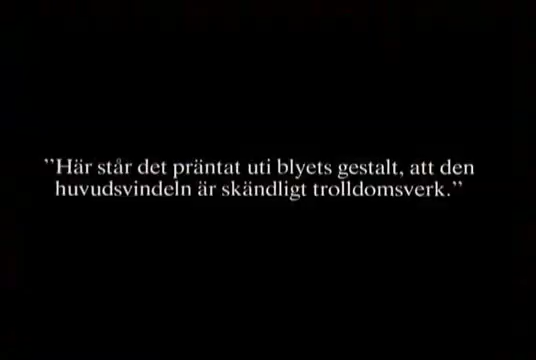 ”Här står det präntat uti blyets gestalt, att den
huvudsvindeln är skändligt trolldomsverk.”